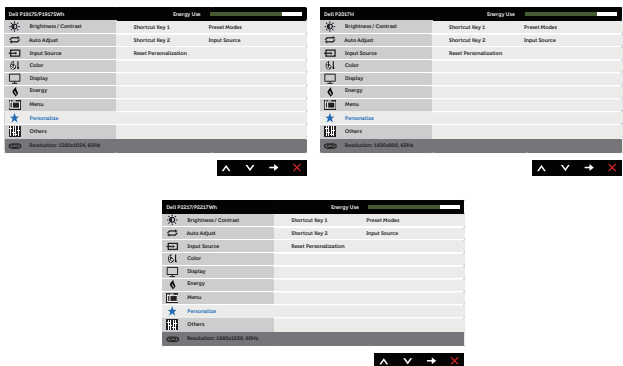 Dell P1917S/P1917SWh Energy Use
Brightness / Contrast Shortcut Key 1 Preset Modes
Auto Adjust Shortcut Key 2 Input Source
Input Source Reset Personalization
Color
Display
Energy
Menu
Personalize
Others
Resolution: 1280x1024, 60Hz
Dell P2017H Energy Use
Brightness / Contrast Shortcut Key 1 Preset Modes
Auto Adjust Shortcut Key 2 Input Source
Input Source Reset Personalization
Color
Display
Energy
Menu
Personalize
Others
Resolution: 1600x900, 60Hz
Dell P2217/P2217Wh Energy Use
Brightness / Contrast Shortcut Key 1 Preset Modes
Auto Adjust Shortcut Key 2 Input Source
Input Source Reset Personalization
Color
Display
Energy
Menu
Personalize
Others
Resolution: 1680x1050, 60Hz